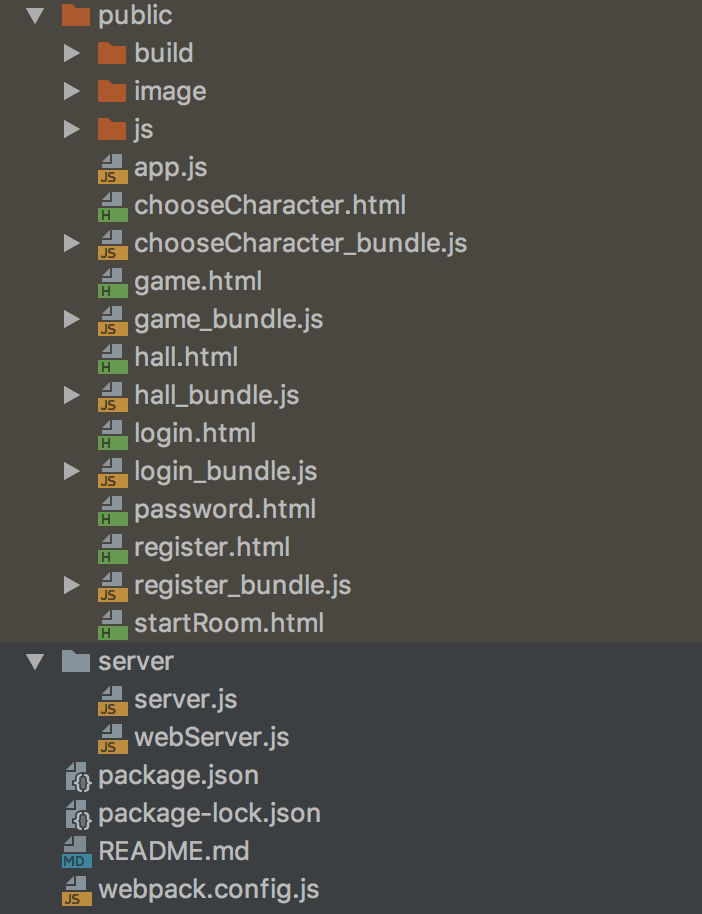 public
build
image
js
app.js
chooseCharacter.html
chooseCharacter_bundle.js
game.html
game_bundle.js
hall.html
hall_bundle.js
login.html
login_bundle.js
password.html
register.html
register_bundle.js
startRoom.html
server
server.js
webServer.js
package.json
package-lock.json
README.md
webpack.config.js